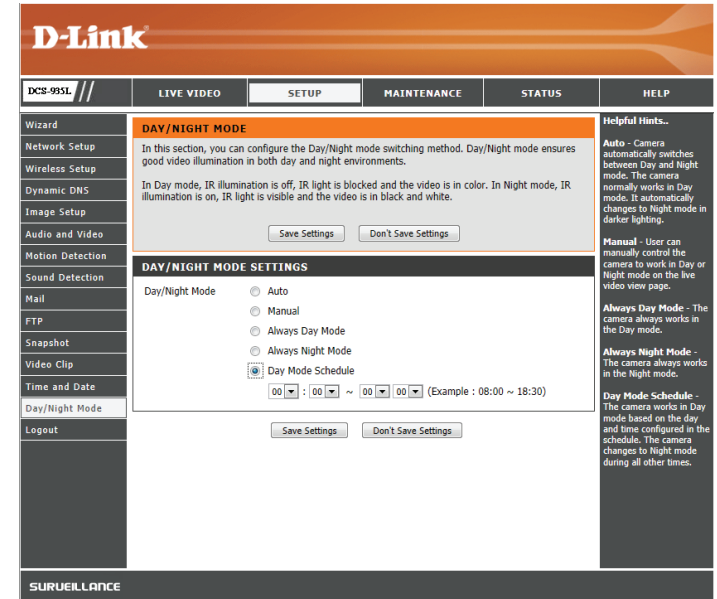 D-Link
DCS-935L
LIVE VIDEO
SETUP
MAINTENANCE
STATUS
HELP
Wizard
Network Setup
Wireless Setup
Dynamic DNS
Image Setup
Audio and Video
Motion Detection
Sound Detection
Mail
FTP
Snapshot
Video Clip
Time and Date
Day/Night Mode
Logout
DAY/NIGHT MODE
In this section, you can configure the Day/Night mode switching method. Day/Night mode ensures
good video illumination in both day and night environments.
In Day mode, IR illumination is off, IR light is blocked and the video is in color. In Night mode, IR
illumination is on, IR light is visible and the video is in black and white.
Save Settings Don't Save Settings
DAY/NIGHT MODE SETTINGS
Day/Night Mode Auto
Manual
Always Day Mode
Always Night Mode
Day Mode Schedule
00 : 00 ~ 00 00 (Example : 08:00 ~ 18:30)
Save Settings Don't Save Settings
Helpful Hints..
Auto - Camera
automatically switches
between Day and Night
mode. The camera
normally works in Day
mode. It automatically
changes to Night mode in
darker lighting.
Manual - User can
manually control the
camera to work in Day or
Night mode on the live
video view page.
Always Day Mode - The
camera always works in
the Day mode.
Always Night Mode -
The camera always works
in the Night mode.
Day Mode Schedule -
The camera works in Day
mode based on the day
and time configured in the
schedule. The camera
changes to Night mode
during all other times.
SURVEILLANCE